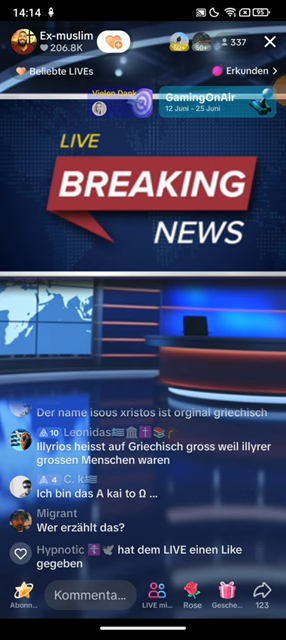 14:14
95
Ex-muslim
206.8K
50+
50+
337
Beliebte LIVEs
Erkunden >
Vielen Dank
GamingOnAir
12 Juni - 25 Juni
LIVE
BREAKING
NEWS
Der name isous xristos ist orginal griechisch
10 Leonidas
Illyrios heisst auf Griechisch gross weil illyrer
grossen Menschen waren
4 C. k
Ich bin das A kai to Ω ...
Migrant
Wer erzählt das?
Hypnotic ✝️🕊 hat dem LIVE einen Like
gegeben
Abonn...
Kommenta...
LIVE mi...
Rose
Gesche...
123